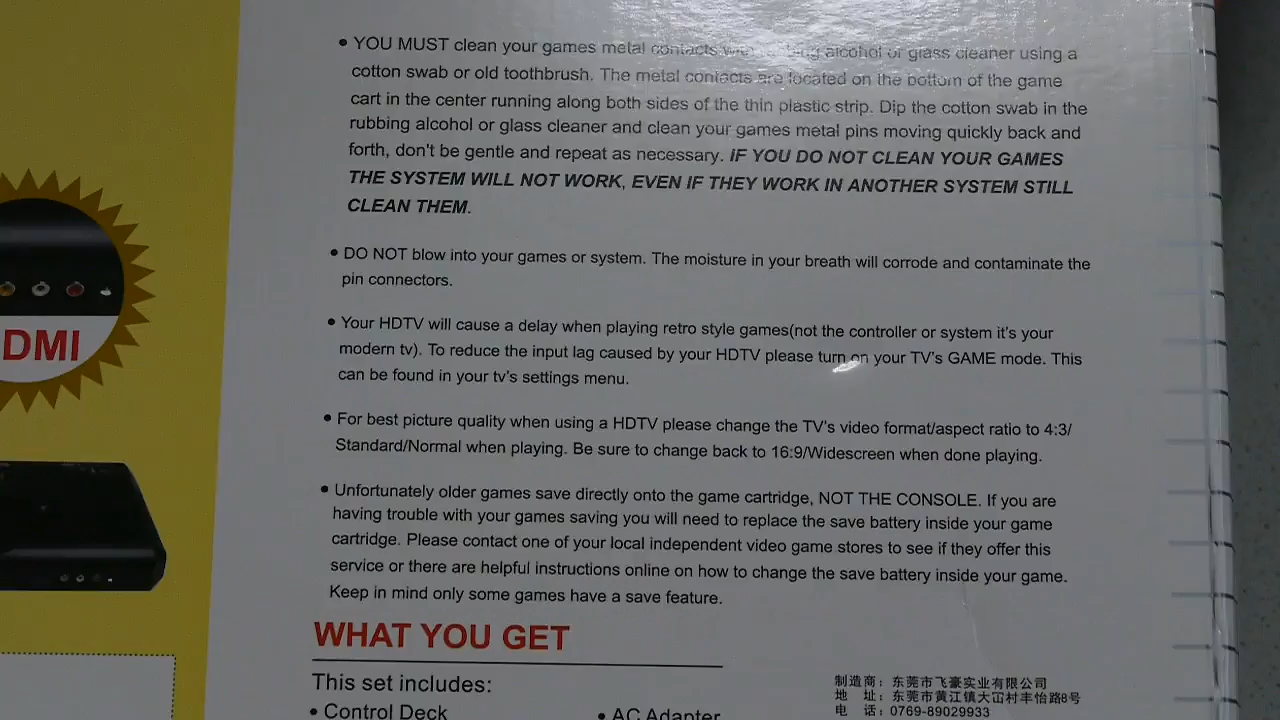 • YOU MUST clean your games metal contacts with rubbing alcohol or glass cleaner using a
cotton swab or old toothbrush. The metal contacts are located on the bottom of the game
cart in the center running along both sides of the thin plastic strip. Dip the cotton swab in the
rubbing alcohol or glass cleaner and clean your games metal pins moving quickly back and
forth, don't be gentle and repeat as necessary. IF YOU DO NOT CLEAN YOUR GAMES
THE SYSTEM WILL NOT WORK, EVEN IF THEY WORK IN ANOTHER SYSTEM STILL
CLEAN THEM.
• DO NOT blow into your games or system. The moisture in your breath will corrode and contaminate the
pin connectors.
• Your HDTV will cause a delay when playing retro style games(not the controller or system it's your
modern tv). To reduce the input lag caused by your HDTV please turn on your TV's GAME mode. This
can be found in your tv's settings menu.
• For best picture quality when using a HDTV please change the TV's video format/aspect ratio to 4:3/
Standard/Normal when playing. Be sure to change back to 16:9/Widescreen when done playing.
• Unfortunately older games save directly onto the game cartridge, NOT THE CONSOLE. If you are
having trouble with your games saving you will need to replace the save battery inside your game
cartridge. Please contact one of your local independent video game stores to see if they offer this
service or there are helpful instructions online on how to change the save battery inside your game.
Keep in mind only some games have a save feature.
DMI
WHAT YOU GET
This set includes:
• Control Deck
• AC Adapter
制造商：东莞市飞豪实业有限公司
地 址：东莞市黄江镇大冚村丰怡路8号
电 话：0769-89029933